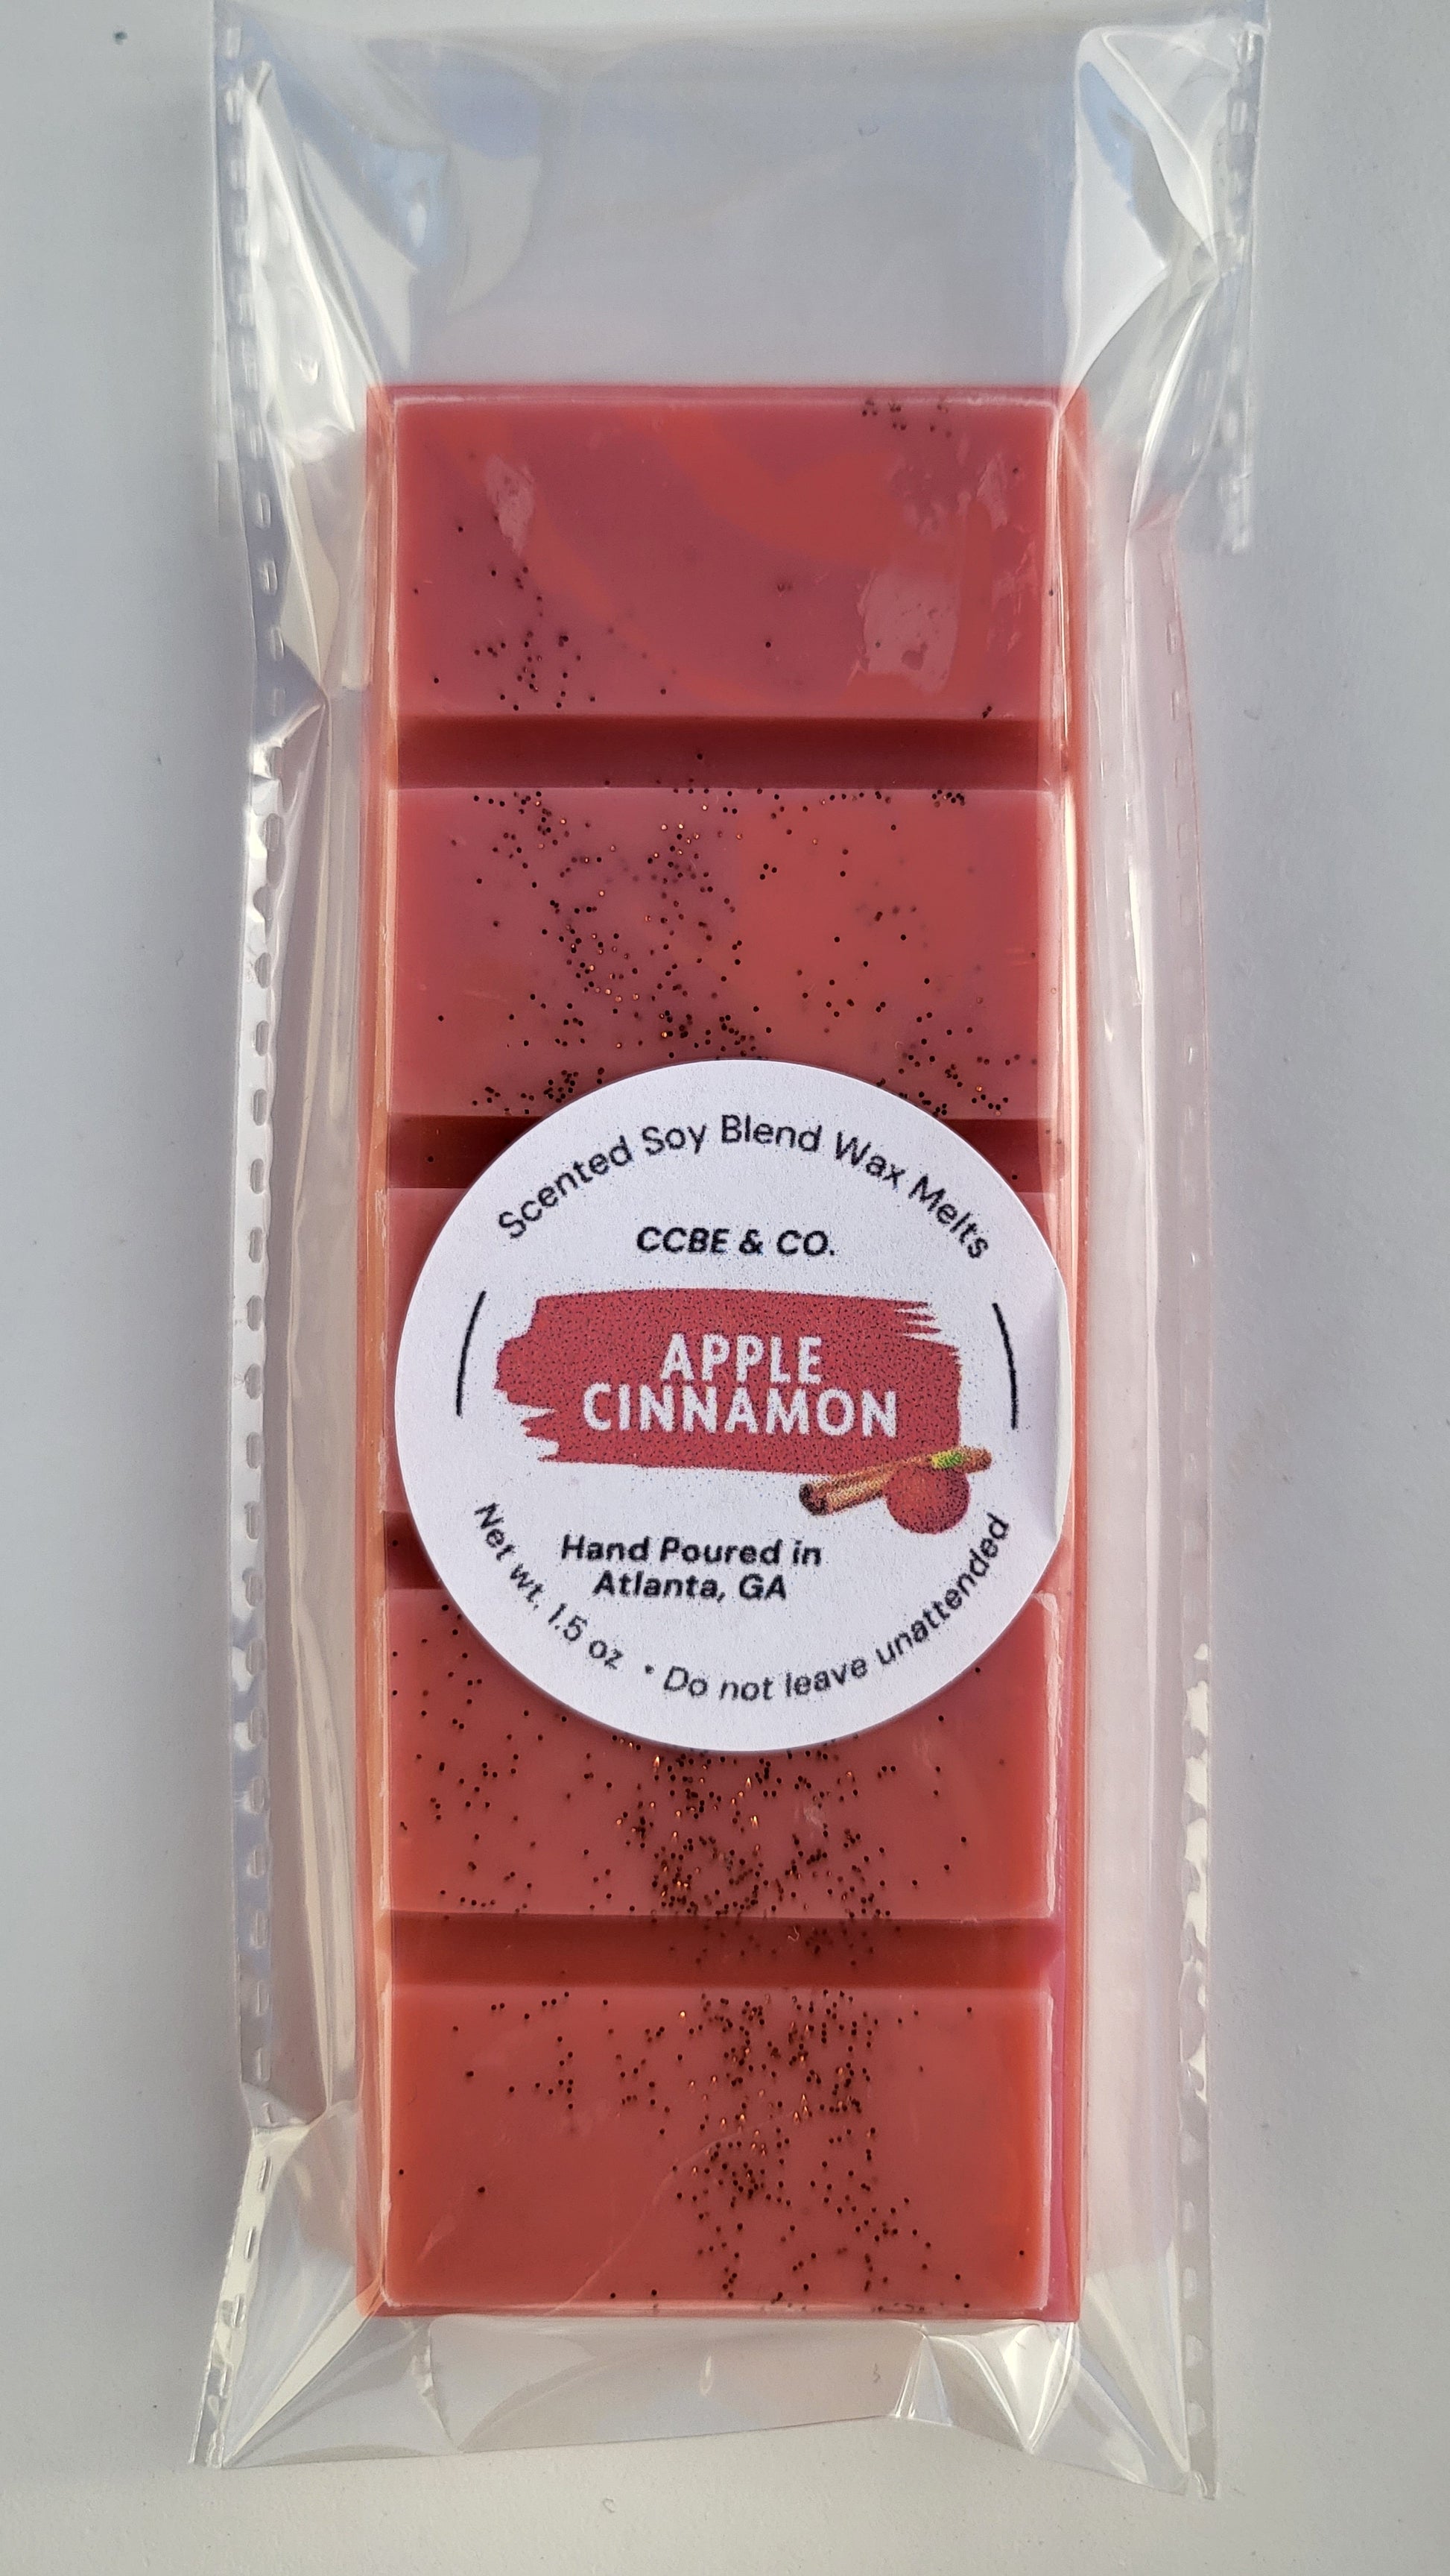 Scented Soy Blend Wax Melts
CCBE & CO.
APPLE
CINNAMON
Hand Poured in
Atlanta, GA
Net wt. 1.5 oz • Do not leave unattended